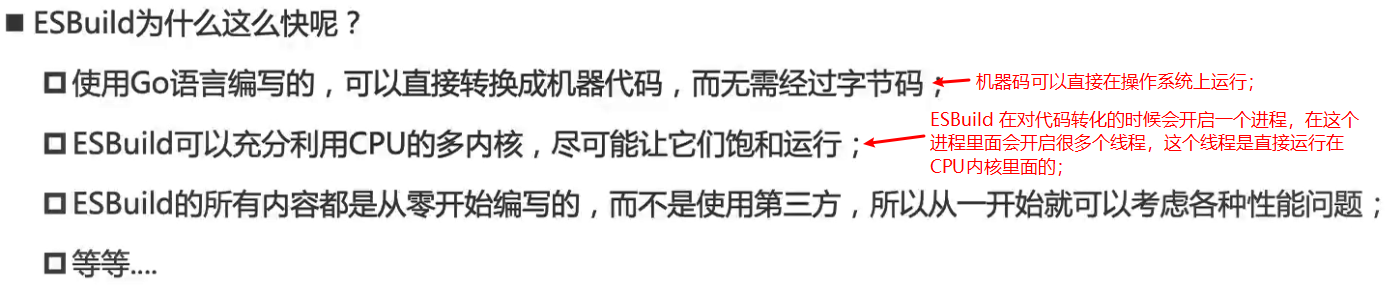 ESBuild为什么这么快呢？
使用Go语言编写的，可以直接转换成机器代码，而无需经过字节码；
机器码可以直接在操作系统上运行；
ESBuild可以充分利用CPU的多内核，尽可能让它们饱和运行；
ESBuild 在对代码转化的时候会开启一个进程，在这个
进程里面会开启很多个线程，这个线程是直接运行在
CPU内核里面的；
ESBuild的所有内容都是从零开始编写的，而不是使用第三方，所以从一开始就可以考虑各种性能问题；
等等....